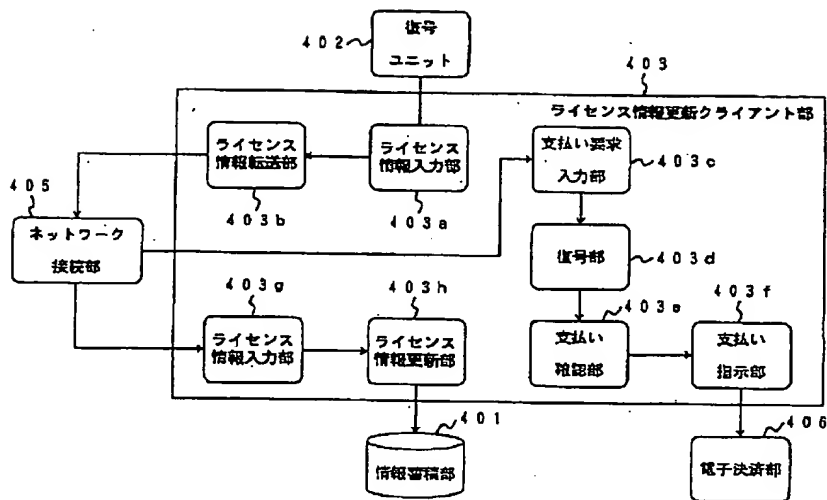 402
復号
ユニット
403
ライセンス情報更新クライアント部
ライセンス
情報転送部
403b
ライセンス
情報入力部
403a
支払い要求
入力部
403c
405
ネットワーク
接続部
復号部
403d
403g
ライセンス
情報入力部
403h
ライセンス
情報更新部
403e
支払い
確認部
403f
支払い
指示部
401
情報蓄積部
406
電子決済部